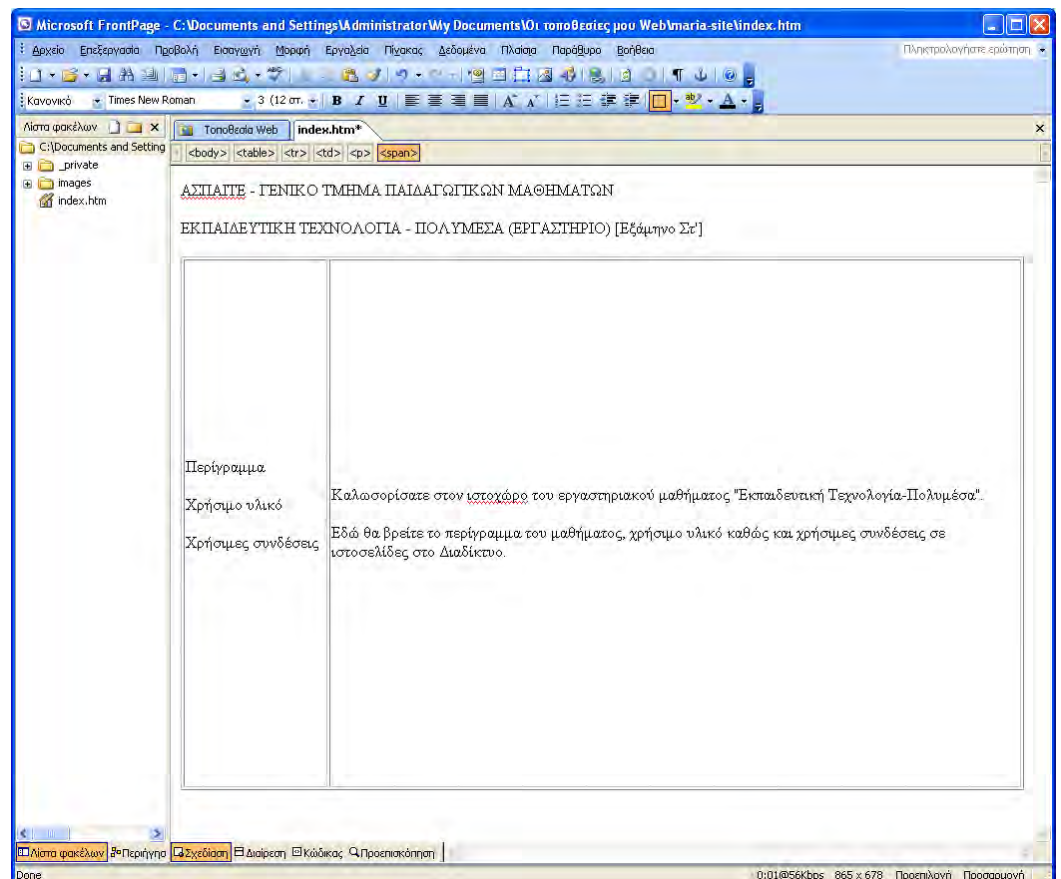 Microsoft FrontPage - C:\Documents and Settings\Administrator\My Documents\Οι τοποθεσίες μου Web\maria-site\index.htm
Αρχείο Επεξεργασία Προβολή Εισαγωγή Μορφή Εργαλεία Πίνακας Δεδομένα Πλαίσια Παράθυρο Βοήθεια Πληκτρολογήστε ερώτηση
Κανονικό Times New Roman 3 (12 στ. B I U A A A
Λίστα φακέλων Τοποθεσία Web index.htm*
C:\Documents and Setting <body> <table> <tr> <td> <p> <span>
_private
images
index.htm
ΑΣΠΑΙΤΕ - ΓΕΝΙΚΟ ΤΜΗΜΑ ΠΑΙΔΑΓΩΓΙΚΩΝ ΜΑΘΗΜΑΤΩΝ
ΕΚΠΑΙΔΕΥΤΙΚΗ ΤΕΧΝΟΛΟΓΙΑ - ΠΟΛΥΜΕΣΑ (ΕΡΓΑΣΤΗΡΙΟ) [Εξάμηνο Στ']
Περίγραμμα
Χρήσιμο υλικό
Χρήσιμες συνδέσεις
Καλωσορίσατε στον ιστοχώρο του εργαστηριακού μαθήματος "Εκπαιδευτική Τεχνολογία-Πολυμέσα".
Εδώ θα βρείτε το περίγραμμα του μαθήματος, χρήσιμο υλικό καθώς και χρήσιμες συνδέσεις σε
ιστοσελίδες στο Διαδίκτυο.
Λίστα φακέλων Περιήγησ Σχεδίαση Διαίρεση Κώδικας Προεπισκόπηση
Done 0:01@56Kbps 865 x 678 Προεπιλογή Προσαρμογή